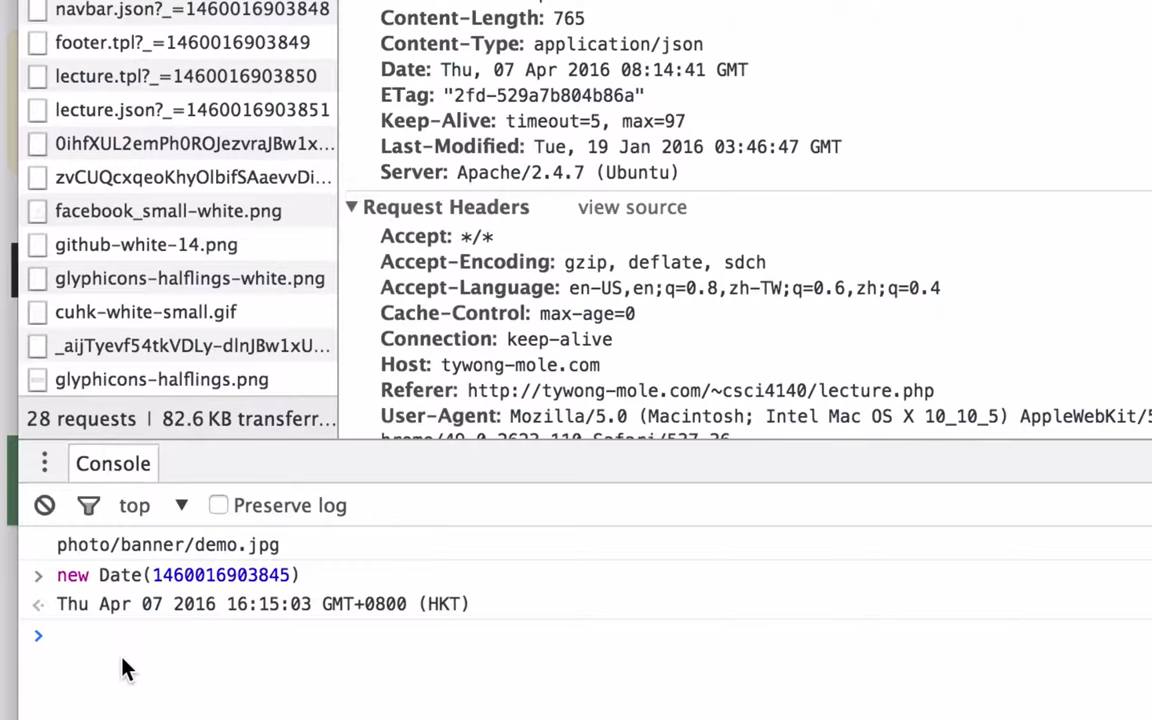 navbar.json?_=1460016903848
footer.tpl?_=1460016903849
lecture.tpl?_=1460016903850
lecture.json?_=1460016903851
0ihfXUL2emPh0ROJezvraJBw1x...
zvCUQcxqeoKhyOlbifSAaevvDi...
facebook_small-white.png
github-white-14.png
glyphicons-halflings-white.png
cuhk-white-small.gif
_aijTyevf54tkVDLy-dlnJBw1xU...
glyphicons-halflings.png
28 requests | 82.6 KB transferr...
Content-Length: 765
Content-Type: application/json
Date: Thu, 07 Apr 2016 08:14:41 GMT
ETag: "2fd-529a7b804b86a"
Keep-Alive: timeout=5, max=97
Last-Modified: Tue, 19 Jan 2016 03:46:47 GMT
Server: Apache/2.4.7 (Ubuntu)
Request Headers view source
Accept: */*
Accept-Encoding: gzip, deflate, sdch
Accept-Language: en-US,en;q=0.8,zh-TW;q=0.6,zh;q=0.4
Cache-Control: max-age=0
Connection: keep-alive
Host: tywong-mole.com
Referer: http://tywong-mole.com/~csci4140/lecture.php
User-Agent: Mozilla/5.0 (Macintosh; Intel Mac OS X 10_10_5) AppleWebKit/5
Console
top Preserve log
photo/banner/demo.jpg
> new Date(1460016903845)
Thu Apr 07 2016 16:15:03 GMT+0800 (HKT)
>